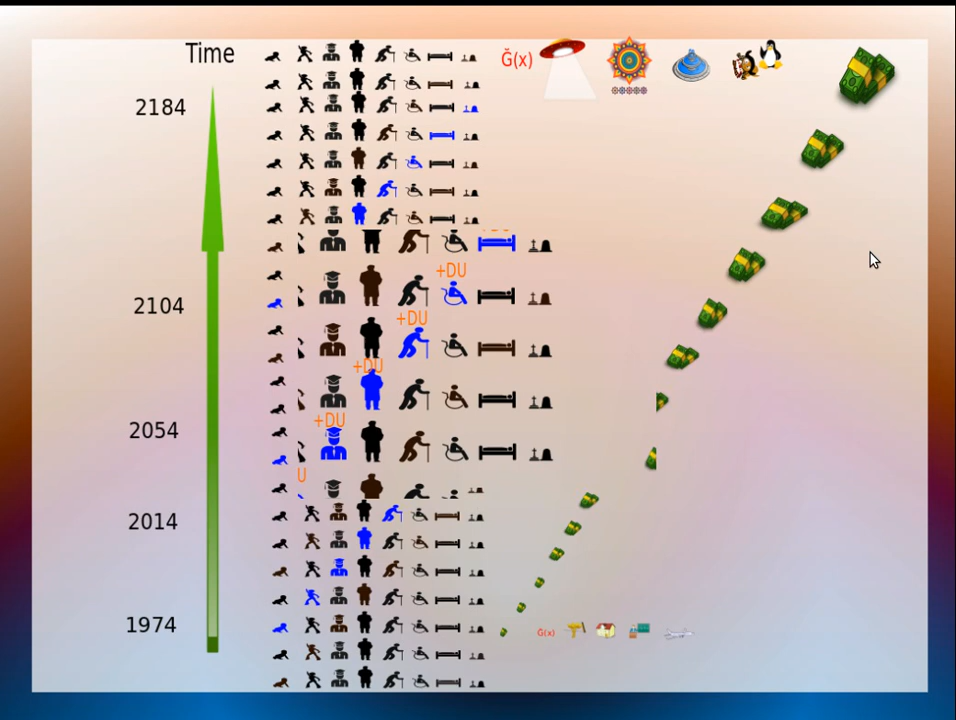 Time
Ğ(x)
2184
+DU
2104
+DU
+DU
+DU
2054
U
2014
1974
Ğ(x)